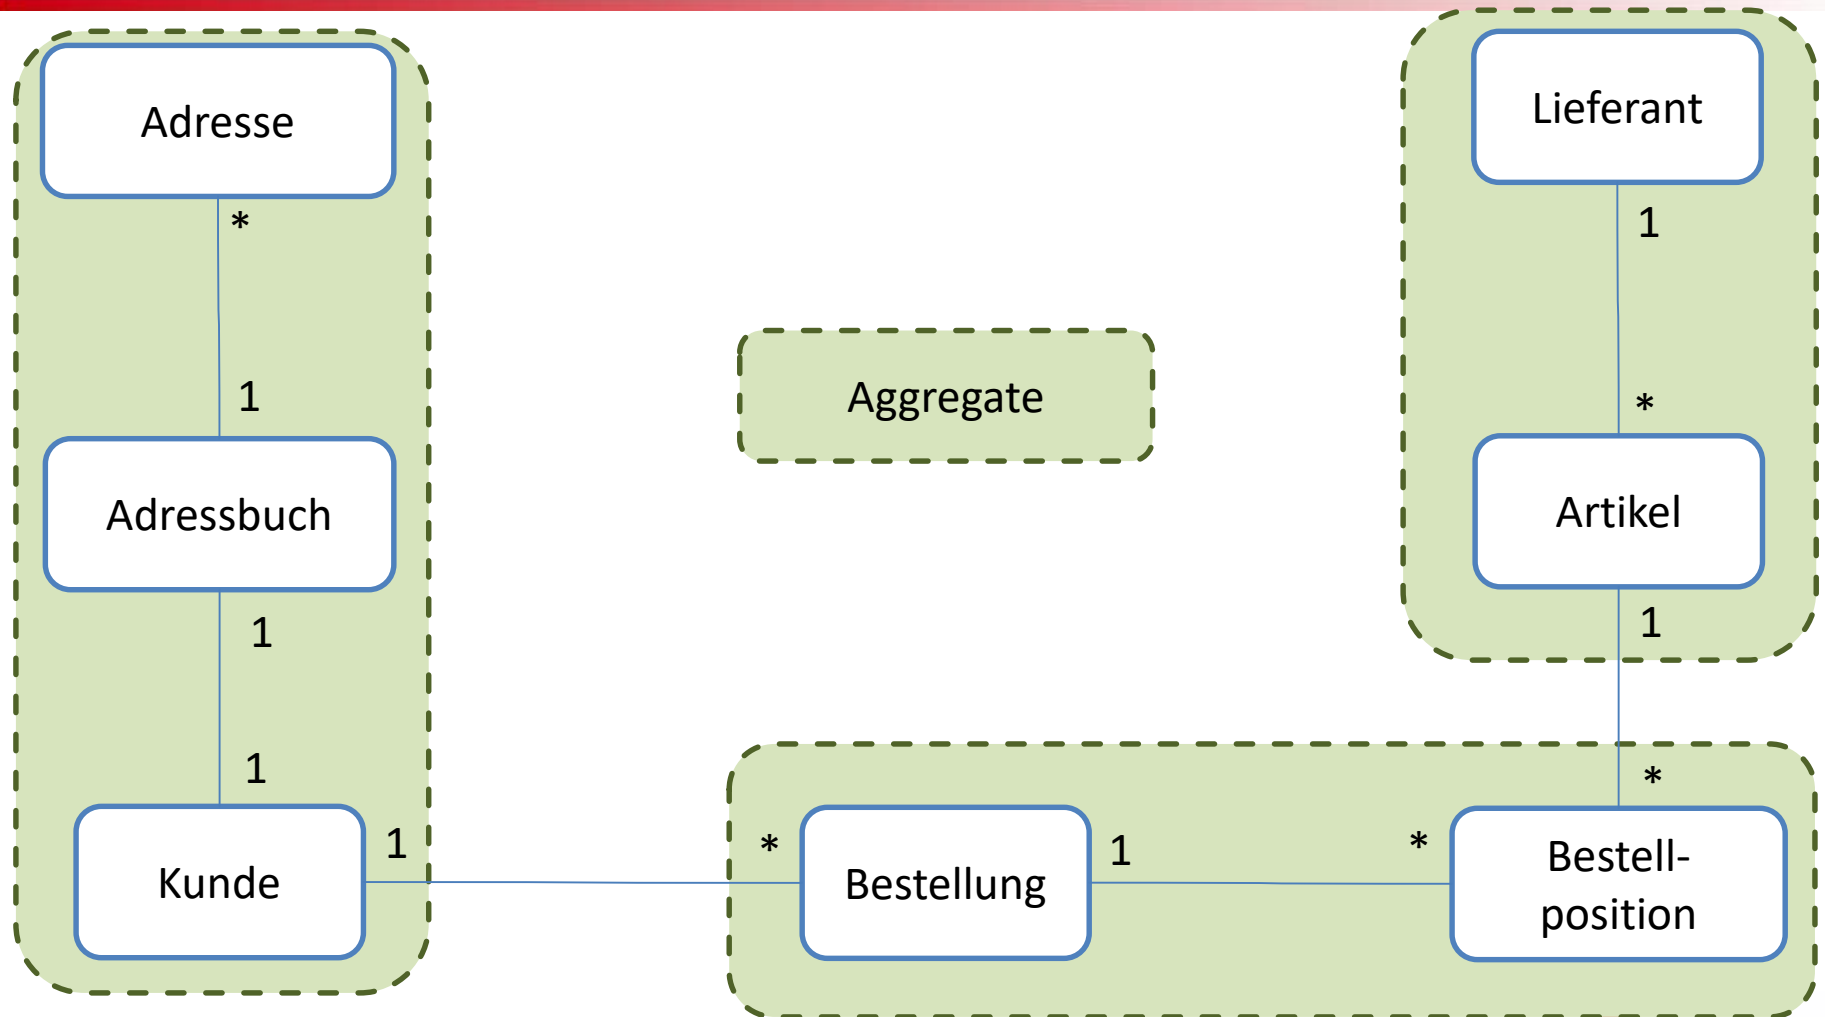 Adresse
Lieferant
*
1
1
*
Aggregate
Adressbuch
Artikel
1
1
1
*
1
*
1
*
Kunde
Bestellung
Bestell-
position